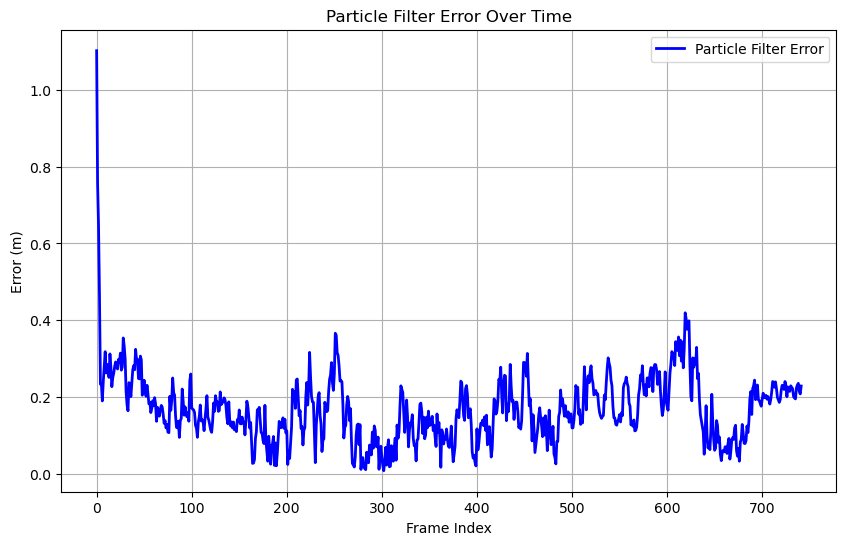 Particle Filter Error Over Time
Particle Filter Error
Error (m)
1.0
0.8
0.6
0.4
0.2
0.0
0 100 200 300 400 500 600 700
Frame Index